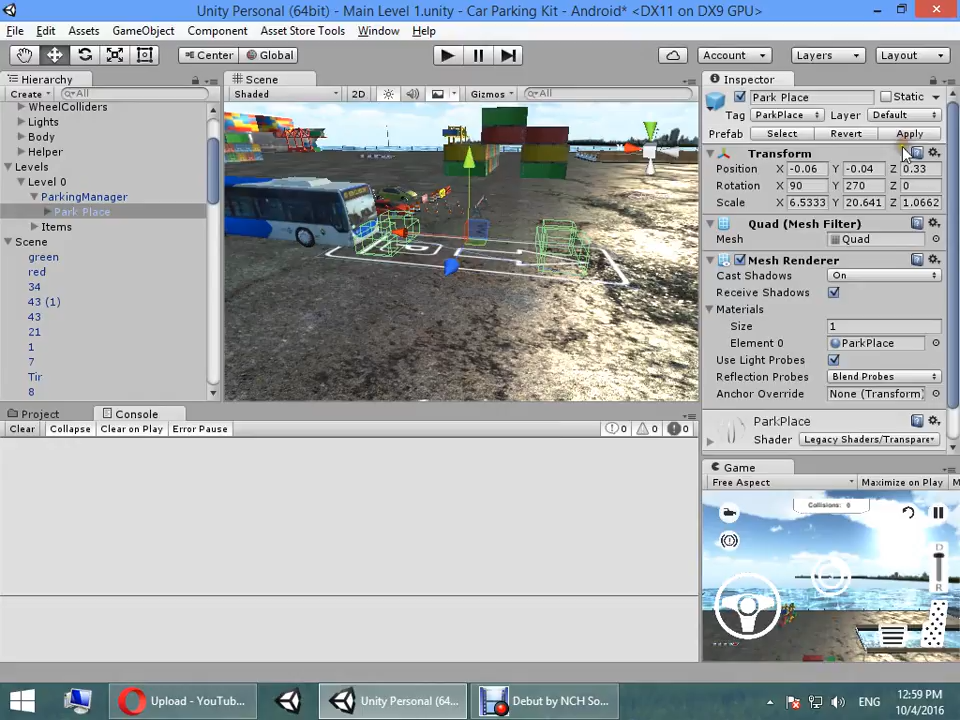 Unity Personal (64bit) - Main Level 1.unity - Car Parking Kit - Android* <DX11 on DX9 GPU>
File Edit Assets GameObject Component Asset Store Tools Window Help
Center Global Account Layers Layout
Hierarchy
Create All
WheelColliders
Lights
Body
Helper
Levels
Level 0
ParkingManager
Park Place
Items
Scene
green
red
34
43 (1)
43
21
1
7
Tir
8
Scene
Shaded 2D Gizmos All
Inspector
Park Place Static
Tag ParkPlace Layer Default
Prefab Select Revert Apply
Transform
Position X -0.06 Y -0.04 Z 0.33
Rotation X 90 Y 270 Z 0
Scale X 6.5333 Y 20.641 Z 1.0662
Quad (Mesh Filter)
Mesh Quad
Mesh Renderer
Cast Shadows On
Receive Shadows
Materials
Size 1
Element 0 ParkPlace
Use Light Probes
Reflection Probes Blend Probes
Anchor Override None (Transform)
ParkPlace
Shader Legacy Shaders/Transpare
Project Console
Clear Collapse Clear on Play Error Pause 0 0 0
Game
Free Aspect Maximize on Play M
Collisions: 0
D
R
Upload - YouTub... Unity Personal (64... Debut by NCH So...
ENG
12:59 PM
10/4/2016